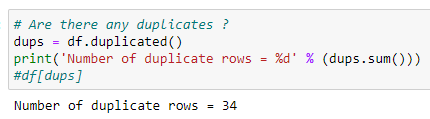 # Are there any duplicates ?
dups = df.duplicated()
print('Number of duplicate rows = %d' % (dups.sum()))
#df[dups]
Number of duplicate rows = 34